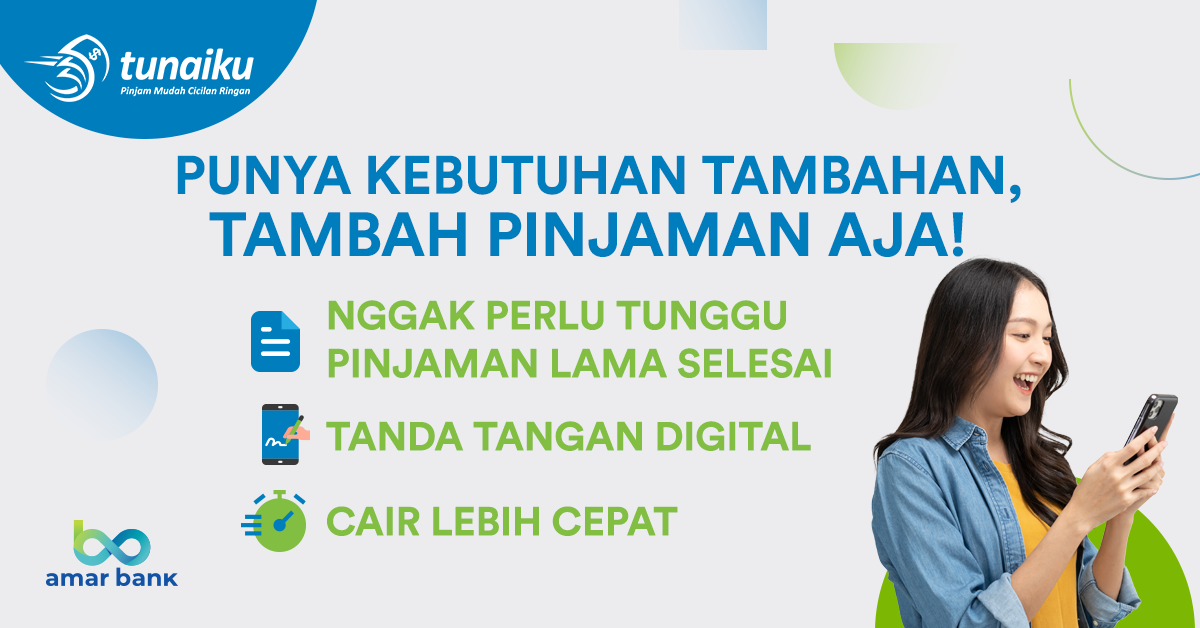 tunaiku
Pinjam Mudah Cicilan Ringan
PUNYA KEBUTUHAN TAMBAHAN,
TAMBAH PINJAMAN AJA!
NGGAK PERLU TUNGGU
PINJAMAN LAMA SELESAI
TANDA TANGAN DIGITAL
CAIR LEBIH CEPAT
amar bank